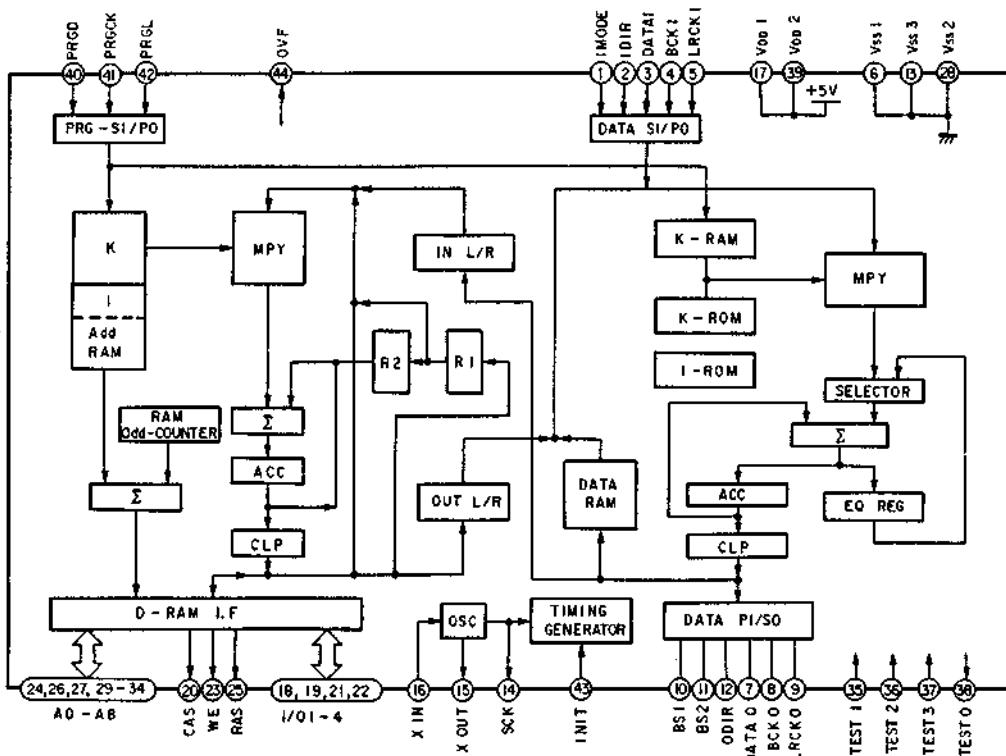 PRGD
PRGCK
PRGL
OVF
IMODE
IDIR
DATA1
BCK1
LRCK1
VDD 1
VDD 2
VSS 1
VSS 3
VSS 2
40
41
42
44
1
2
3
4
5
17
39
6
13
28
+5V
PRG-SI/PO
DATA SI/PO
K
MPY
IN L/R
K-RAM
MPY
I
Add
RAM
K-ROM
R2
R1
I-ROM
SELECTOR
RAM
Odd-COUNTER
Σ
Σ
ACC
OUT L/R
DATA
RAM
ACC
EQ REG
Σ
CLP
CLP
D-RAM I.F
OSC
TIMING
GENERATOR
DATA PI/SO
24,26,27, 29-34
20
23
25
18, 19,21,22
16
15
14
43
10
11
12
7
8
9
35
36
37
38
A0-A8
CAS
WE
RAS
I/O1-4
X IN
X OUT
SCK
INIT
BS1
BS2
ODIR
DATA O
BCK O
LRCK O
TEST 1
TEST 2
TEST 3
TEST 0